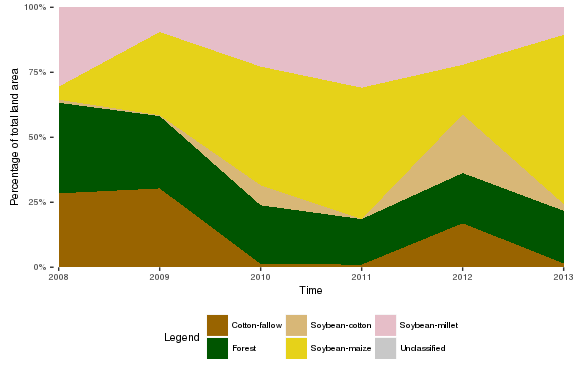 100%
75%
50%
25%
0%
Percentage of total land area
2008 2009 2010 2011 2012 2013
Time
Legend
Cotton-fallow Soybean-cotton Soybean-millet
Forest Soybean-maize Unclassified